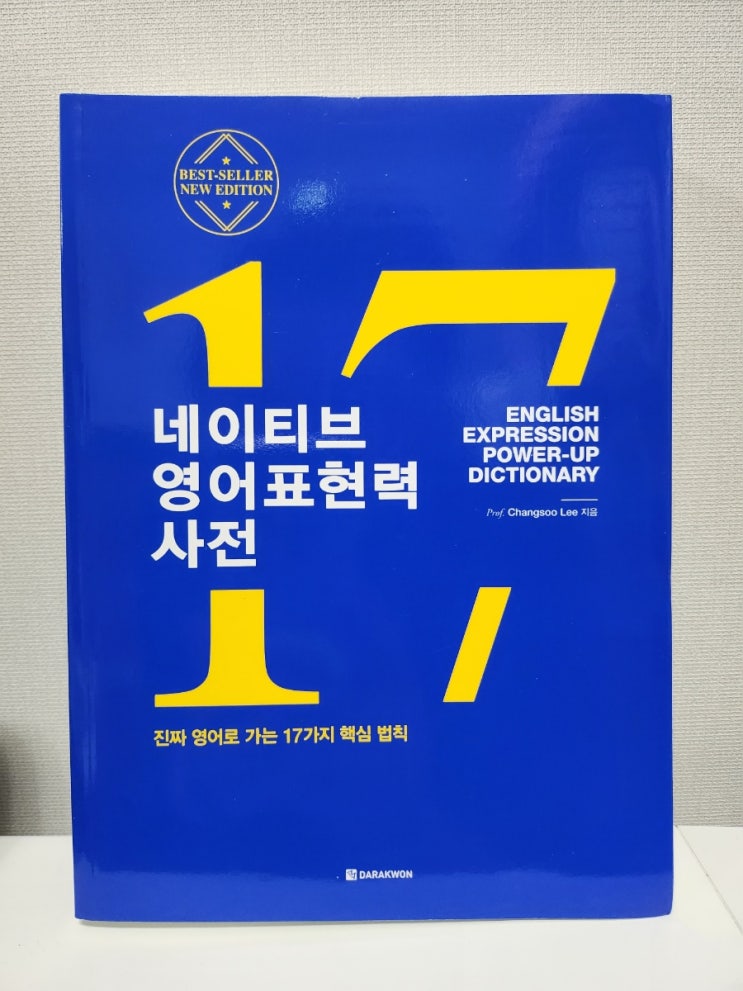 BEST-SELLER
NEW EDITION
17
네이티브
영어표현력
사전
ENGLISH
EXPRESSION
POWER-UP
DICTIONARY
Prof. Changsoo Lee 지음
진짜 영어로 가는 17가지 핵심 법칙
DARAKWON